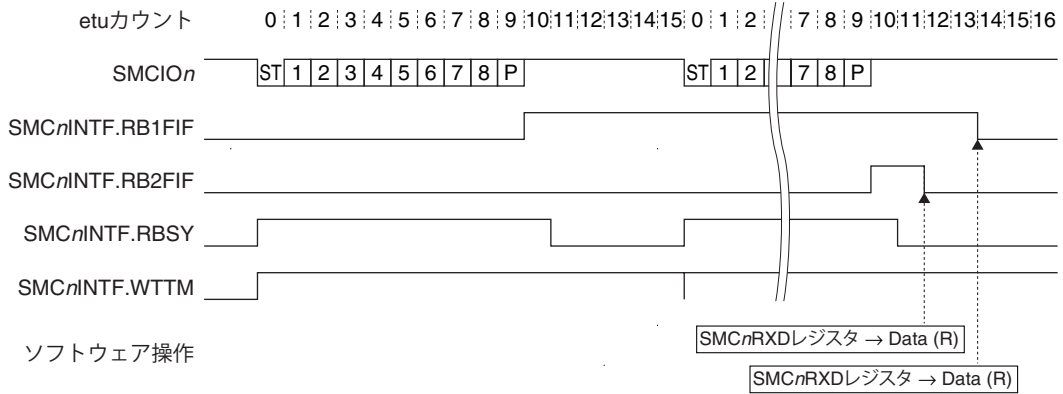 etuカウント 0 1 2 3 4 5 6 7 8 9 10 11 12 13 14 15 0 1 2 7 8 9 10 11 12 13 14 15 16
SMCIOn ST 1 2 3 4 5 6 7 8 P ST 1 2 7 8 P
SMCnINTF.RB1FIF
SMCnINTF.RB2FIF
SMCnINTF.RBSY
SMCnINTF.WTTM
ソフトウェア操作
SMCnRXDレジスタ → Data (R)
SMCnRXDレジスタ → Data (R)